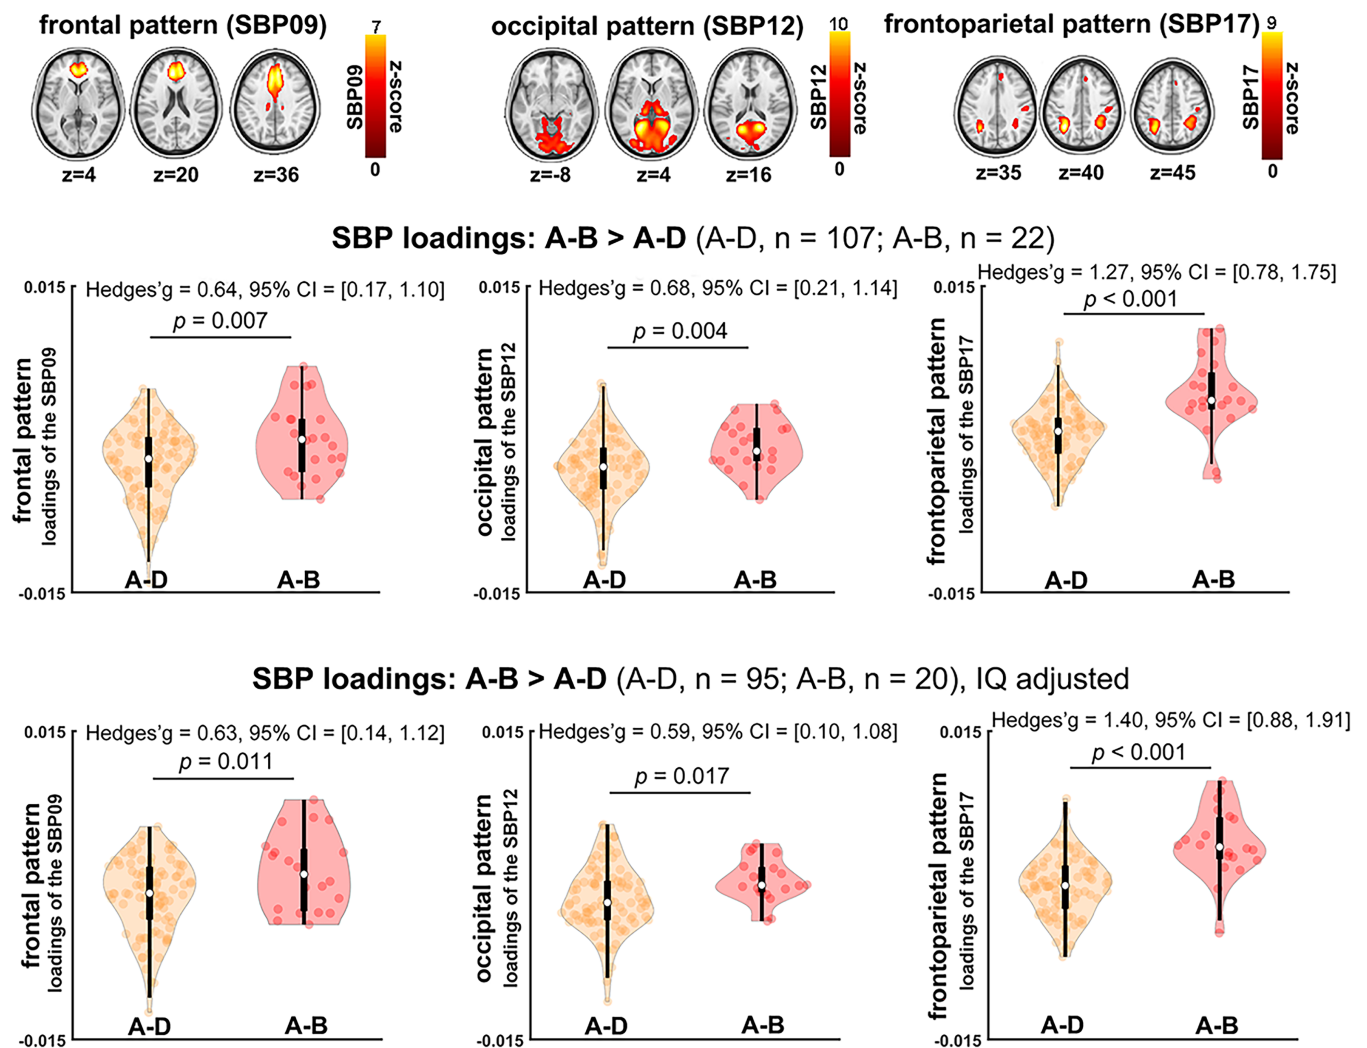 frontal pattern (SBP09)
7
SBP09
z-score
0
z=4
z=20
z=36
occipital pattern (SBP12)
10
SBP12
z-score
0
z=-8
z=4
z=16
frontoparietal pattern (SBP17)
9
SBP17
z-score
0
z=35
z=40
z=45
SBP loadings: A-B > A-D (A-D, n = 107; A-B, n = 22)
0.015
Hedges'g = 0.64, 95% CI = [0.17, 1.10]
p = 0.007
frontal pattern
loadings of the SBP09
A-D
A-B
-0.015
0.015
Hedges'g = 0.68, 95% CI = [0.21, 1.14]
p = 0.004
occipital pattern
loadings of the SBP12
A-D
A-B
-0.015
Hedges'g = 1.27, 95% CI = [0.78, 1.75]
0.015
p < 0.001
frontoparietal pattern
loadings of the SBP17
A-D
A-B
-0.015
SBP loadings: A-B > A-D (A-D, n = 95; A-B, n = 20), IQ adjusted
0.015
Hedges'g = 0.63, 95% CI = [0.14, 1.12]
p = 0.011
frontal pattern
loadings of the SBP09
A-D
A-B
-0.015
0.015
Hedges'g = 0.59, 95% CI = [0.10, 1.08]
p = 0.017
occipital pattern
loadings of the SBP12
A-D
A-B
-0.015
Hedges'g = 1.40, 95% CI = [0.88, 1.91]
0.015
p < 0.001
frontoparietal pattern
loadings of the SBP17
A-D
A-B
-0.015